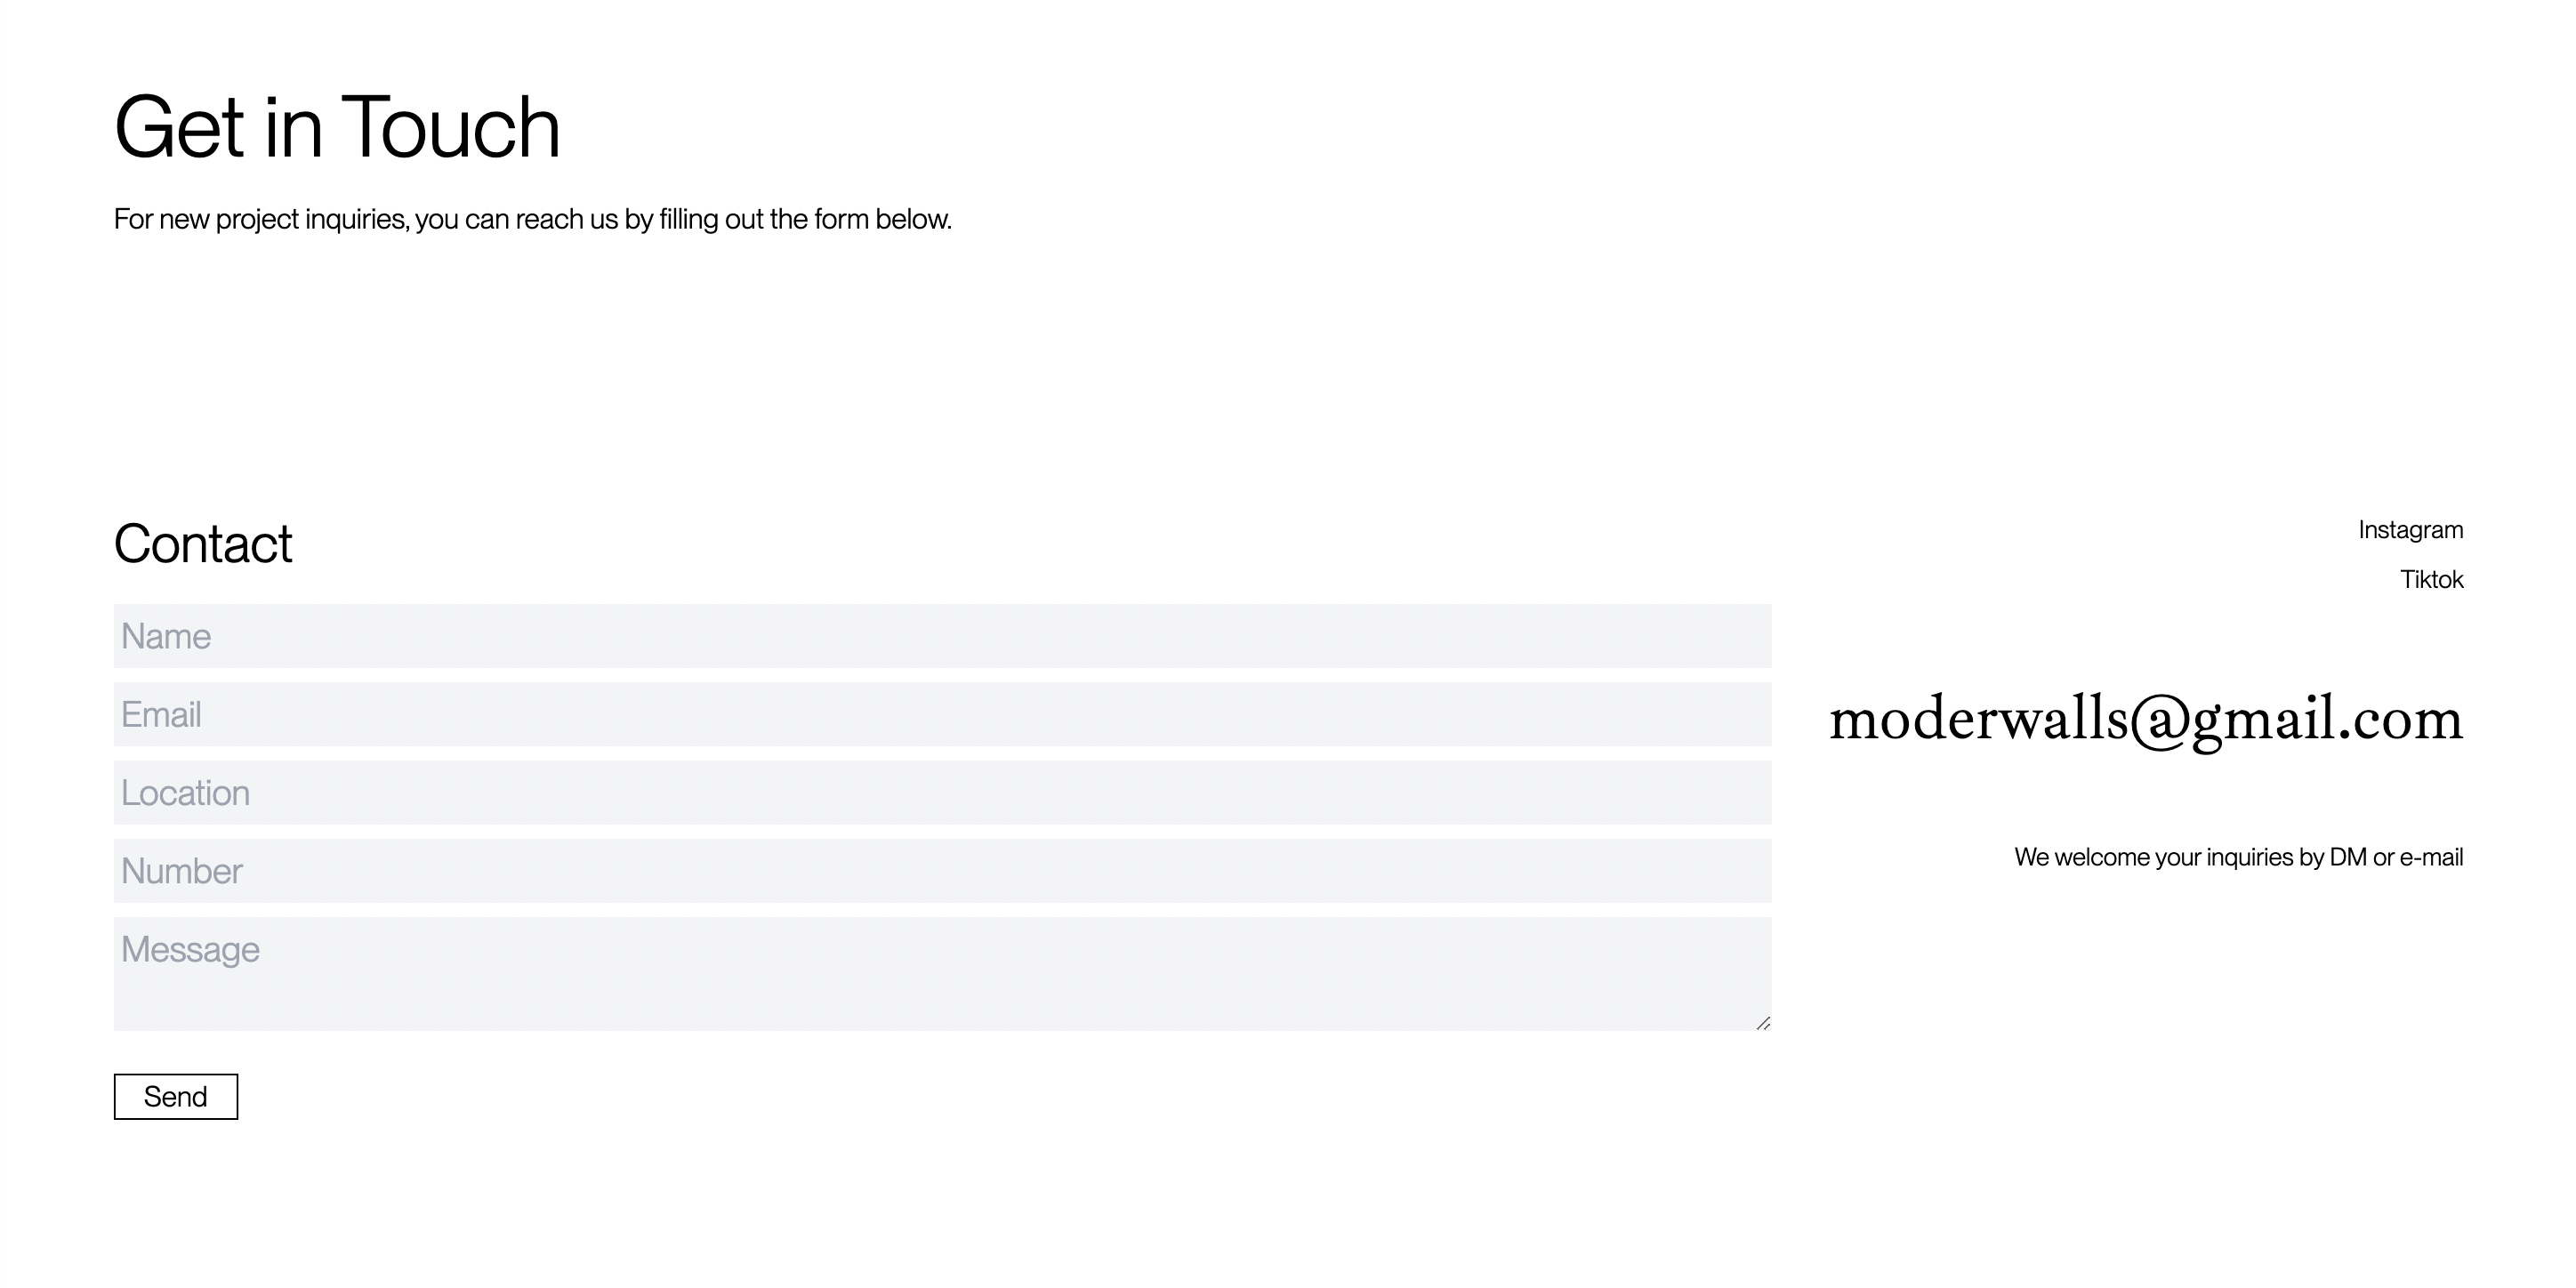 Get in Touch
For new project inquiries, you can reach us by filling out the form below.
Contact
Name
Email
Location
Number
Message
Send
Instagram
Tiktok
moderwalls@gmail.com
We welcome your inquiries by DM or e-mail